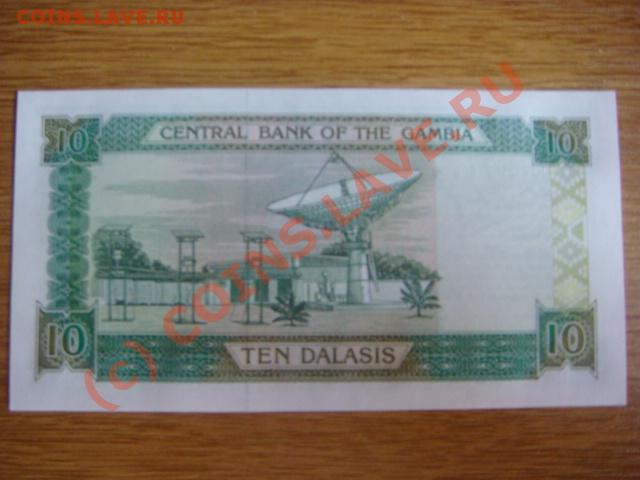 COINS.LAVE.RU
10 CENTRAL BANK OF THE GAMBIA 10
10 TEN DALASIS 10
(c) COINS.LAVE.RU